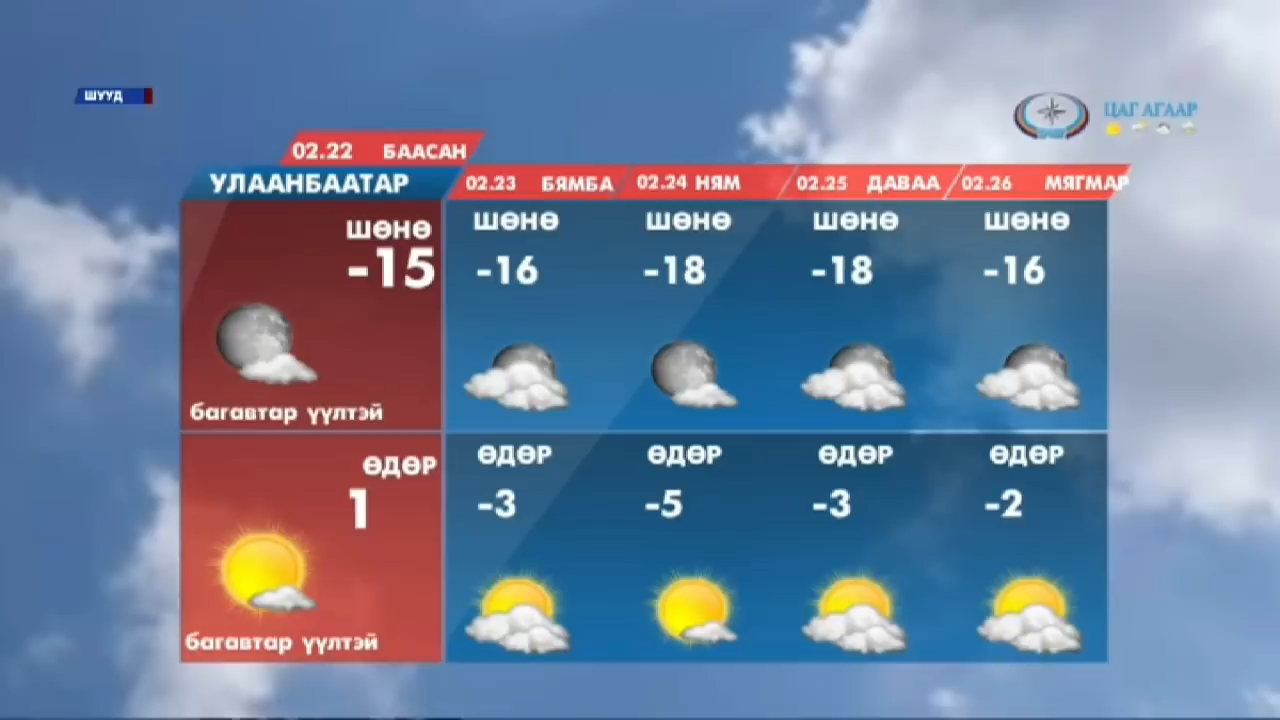 ШУУД
ЦАГ АГААР
02.22 БААСАН
УЛААНБААТАР
02.23 БЯМБА
02.24 НЯМ
02.25 ДАВАА
02.26 МЯГМАР
ШӨНӨ
-15
багавтар үүлтэй
ШӨНӨ
-16
ШӨНӨ
-18
ШӨНӨ
-18
ШӨНӨ
-16
ӨДӨР
1
багавтар үүлтэй
ӨДӨР
-3
ӨДӨР
-5
ӨДӨР
-3
ӨДӨР
-2